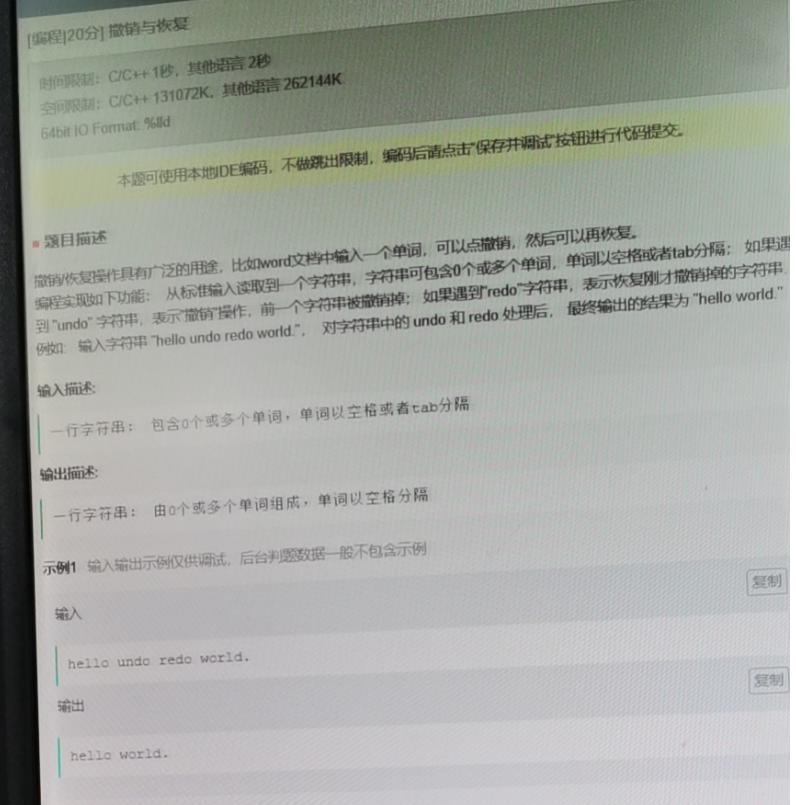 [编程|20分] 撤销与恢复
时间限制：C/C++ 1秒，其他语言 2秒
空间限制：C/C++ 131072K，其他语言 262144K
64bit IO Format: %lld
本题可使用本地IDE编码，不做跳出限制，编码后请点击“保存并调试”按钮进行代码提交。
题目描述
撤销/恢复操作具有广泛的用途，比如word文档中输入一个单词，可以点撤销，然后可以再恢复。
编程实现如下功能： 从标准输入读取到一个字符串，字符串可包含0个或多个单词，单词以空格或者tab分隔； 如果遇
到 "undo" 字符串，表示"撤销"操作，前一个字符串被撤销掉； 如果遇到"redo"字符串，表示恢复刚才撤销掉的字符串.
例如: 输入字符串 "hello undo redo world."， 对字符串中的 undo 和 redo 处理后， 最终输出的结果为 "hello world."
输入描述:
一行字符串： 包含0个或多个单词，单词以空格或者tab分隔
输出描述:
一行字符串： 由0个或多个单词组成，单词以空格分隔
示例1 输入输出示例仅供调试，后台判题数据一般不包含示例
复制
输入
hello undo redo world.
复制
输出
hello world.